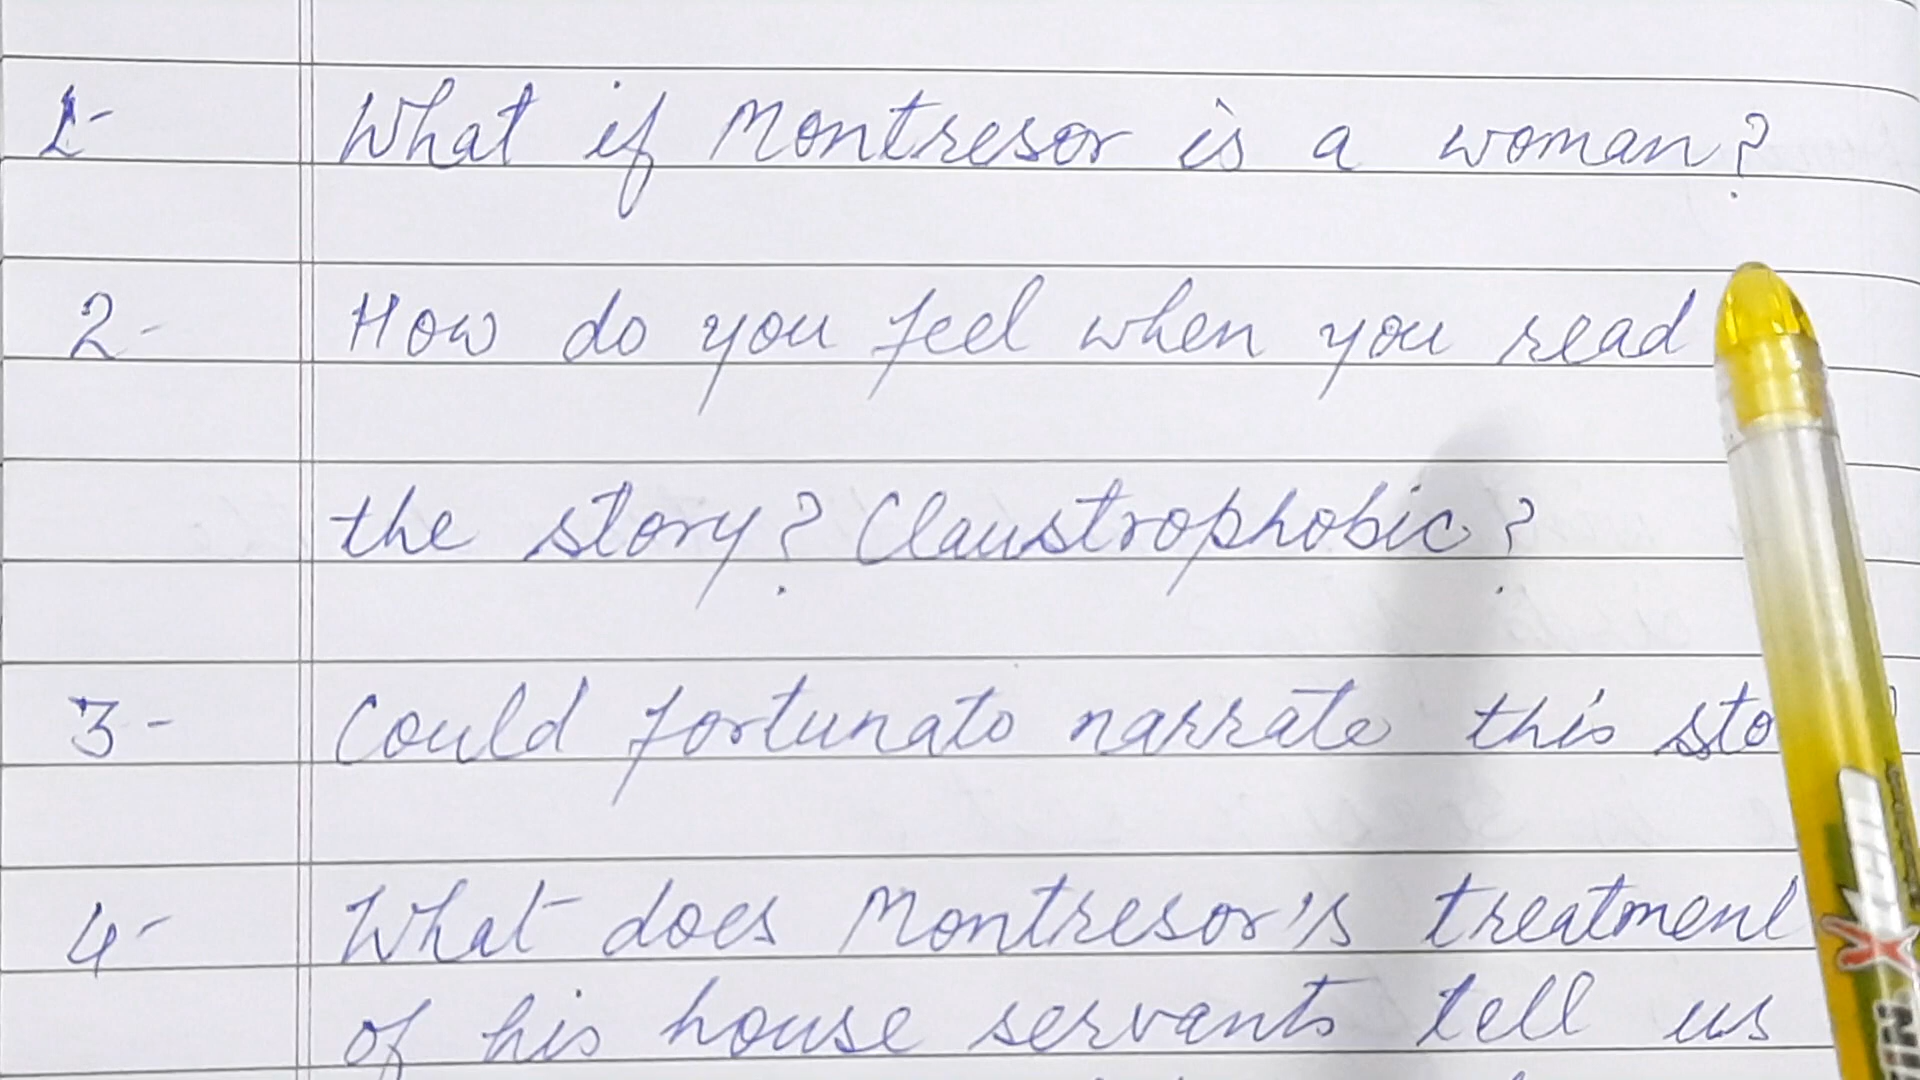 1- What if Montresor is a woman?
2- How do you feel when you read
the story? Claustrophobic?
3- Could fortunato narrate this sto
4- What does Montresor's treatment
of his house servants tell us